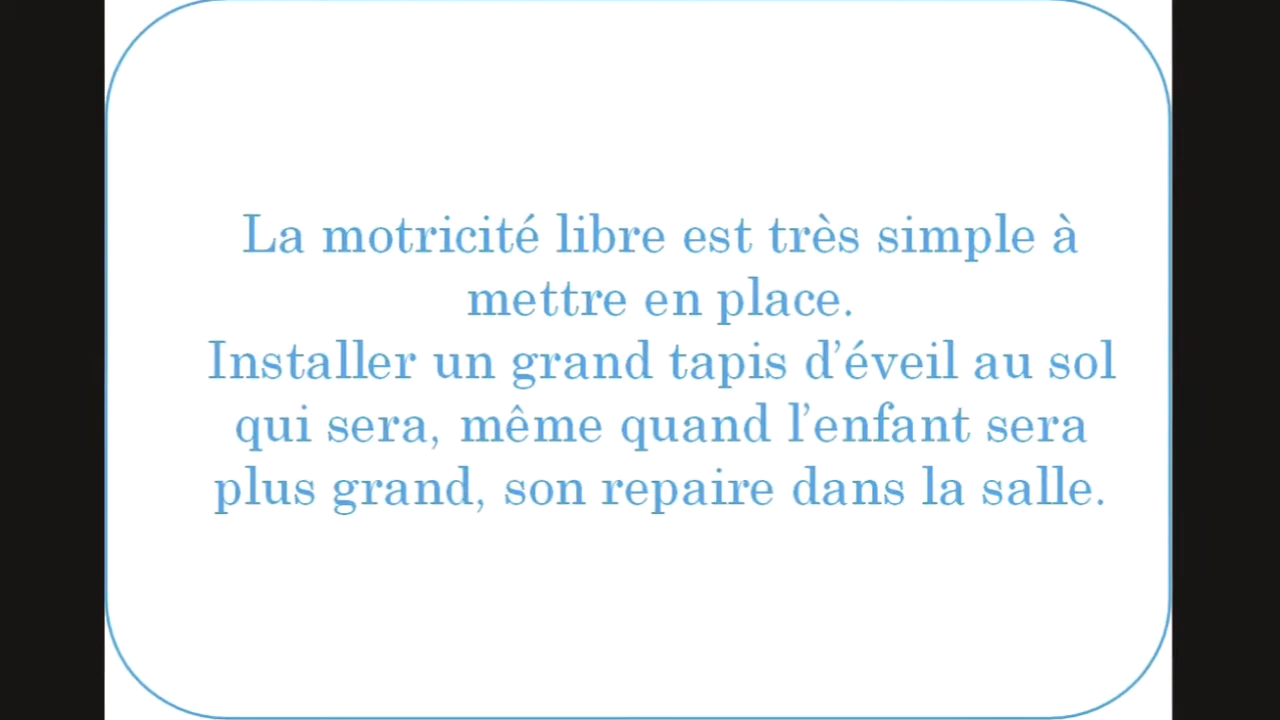 La motricité libre est très simple à
mettre en place.
Installer un grand tapis d’éveil au sol
qui sera, même quand l’enfant sera
plus grand, son repaire dans la salle.